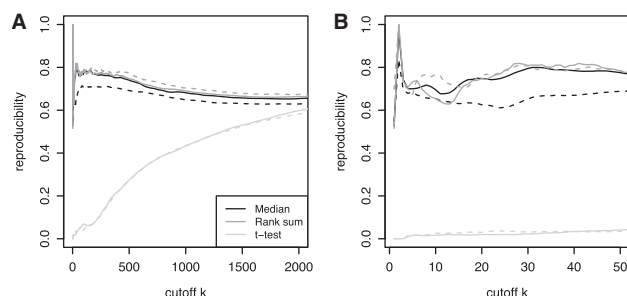 A
B
reproducibility
0.0 0.2 0.4 0.6 0.8 1.0
Median
Rank sum
t−test
0 500 1000 1500 2000
cutoff k
reproducibility
0.0 0.2 0.4 0.6 0.8 1.0
0 10 20 30 40 50
cutoff k